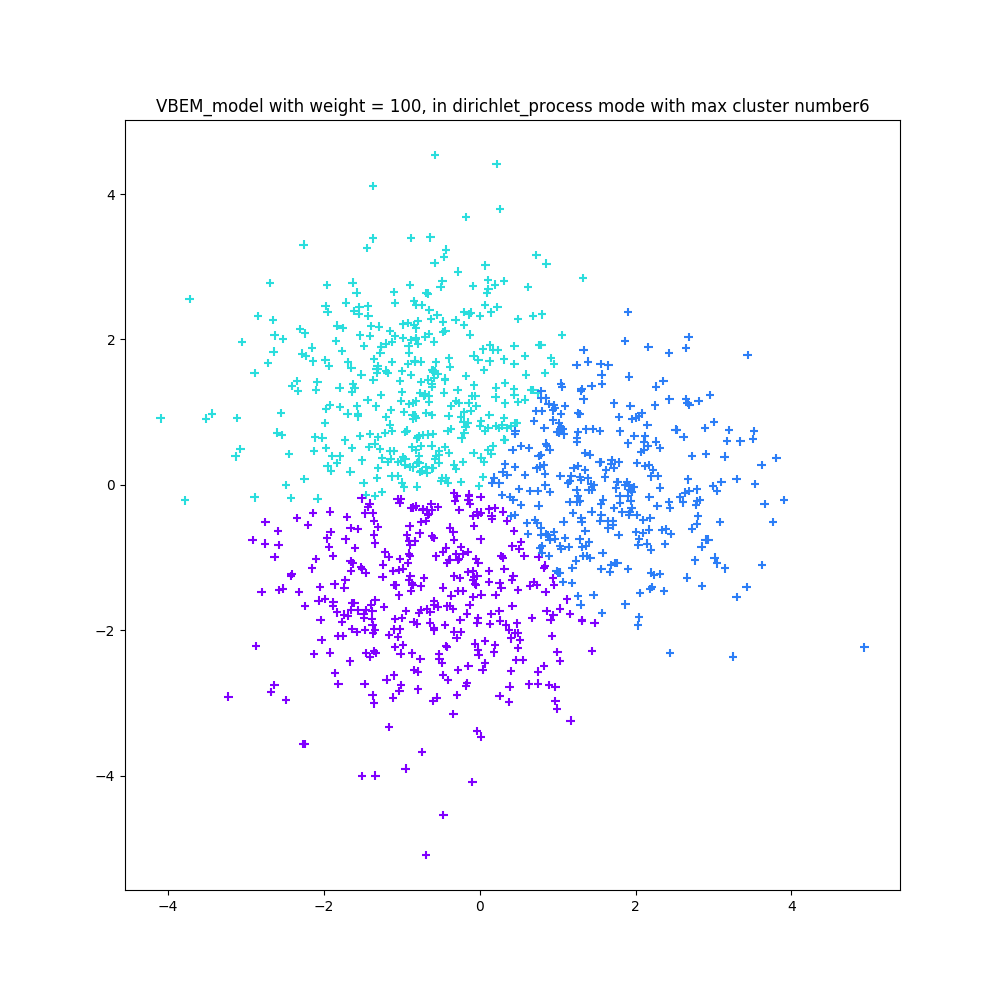 VBEM_model with weight = 100, in dirichlet_process mode with max cluster number6
4
2
0
−2
−4
−4 −2 0 2 4